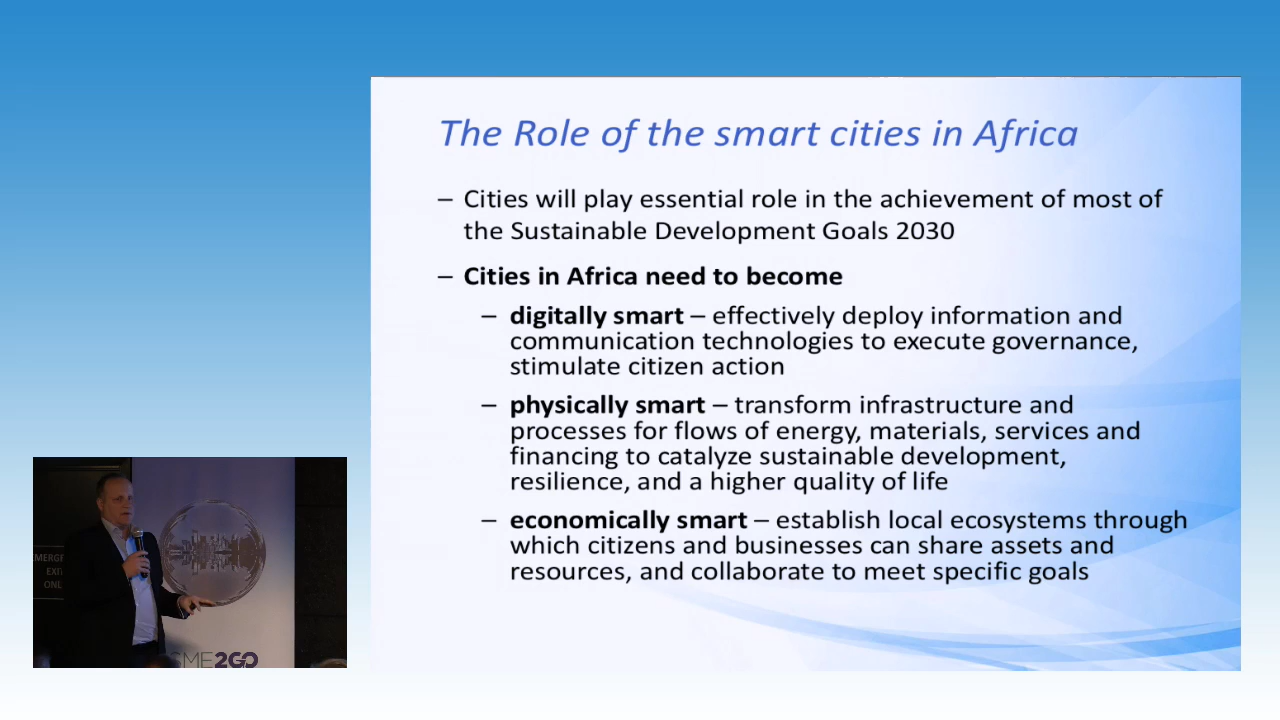 The Role of the smart cities in Africa
– Cities will play essential role in the achievement of most of
the Sustainable Development Goals 2030
– Cities in Africa need to become
– digitally smart – effectively deploy information and
communication technologies to execute governance,
stimulate citizen action
– physically smart – transform infrastructure and
processes for flows of energy, materials, services and
financing to catalyze sustainable development,
resilience, and a higher quality of life
– economically smart – establish local ecosystems through
which citizens and businesses can share assets and
resources, and collaborate to meet specific goals
EMERG
EXI
ONL
SME2GO